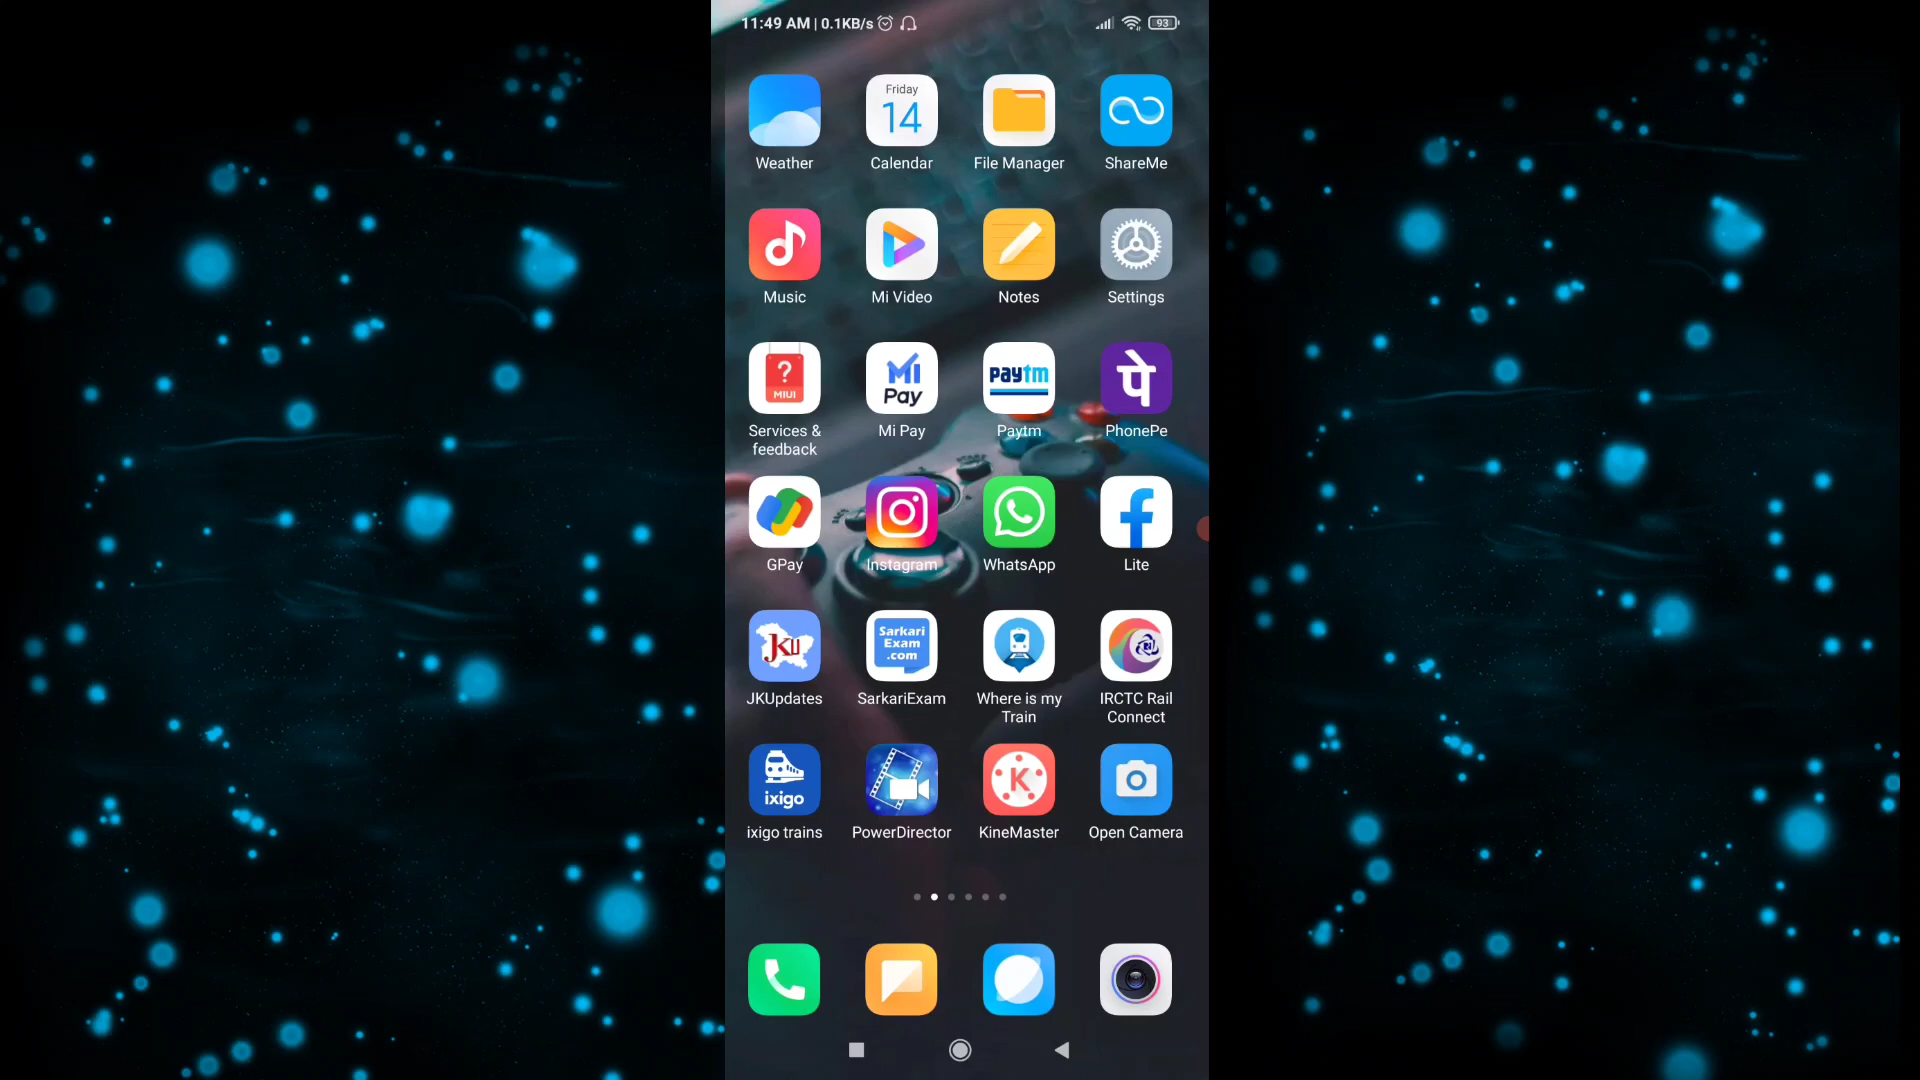 11:49 AM | 0.1KB/s
93
Friday
14
Weather
Calendar
File Manager
ShareMe
Music
Mi Video
Notes
Settings
?
MIUI
MI
Pay
paytm
पे
Services &
feedback
Mi Pay
Paytm
PhonePe
GPay
Instagram
WhatsApp
Lite
JKU
Sarkari
Exam
.com
JKUpdates
SarkariExam
Where is my
Train
IRCTC Rail
Connect
ixigo
K
ixigo trains
PowerDirector
KineMaster
Open Camera